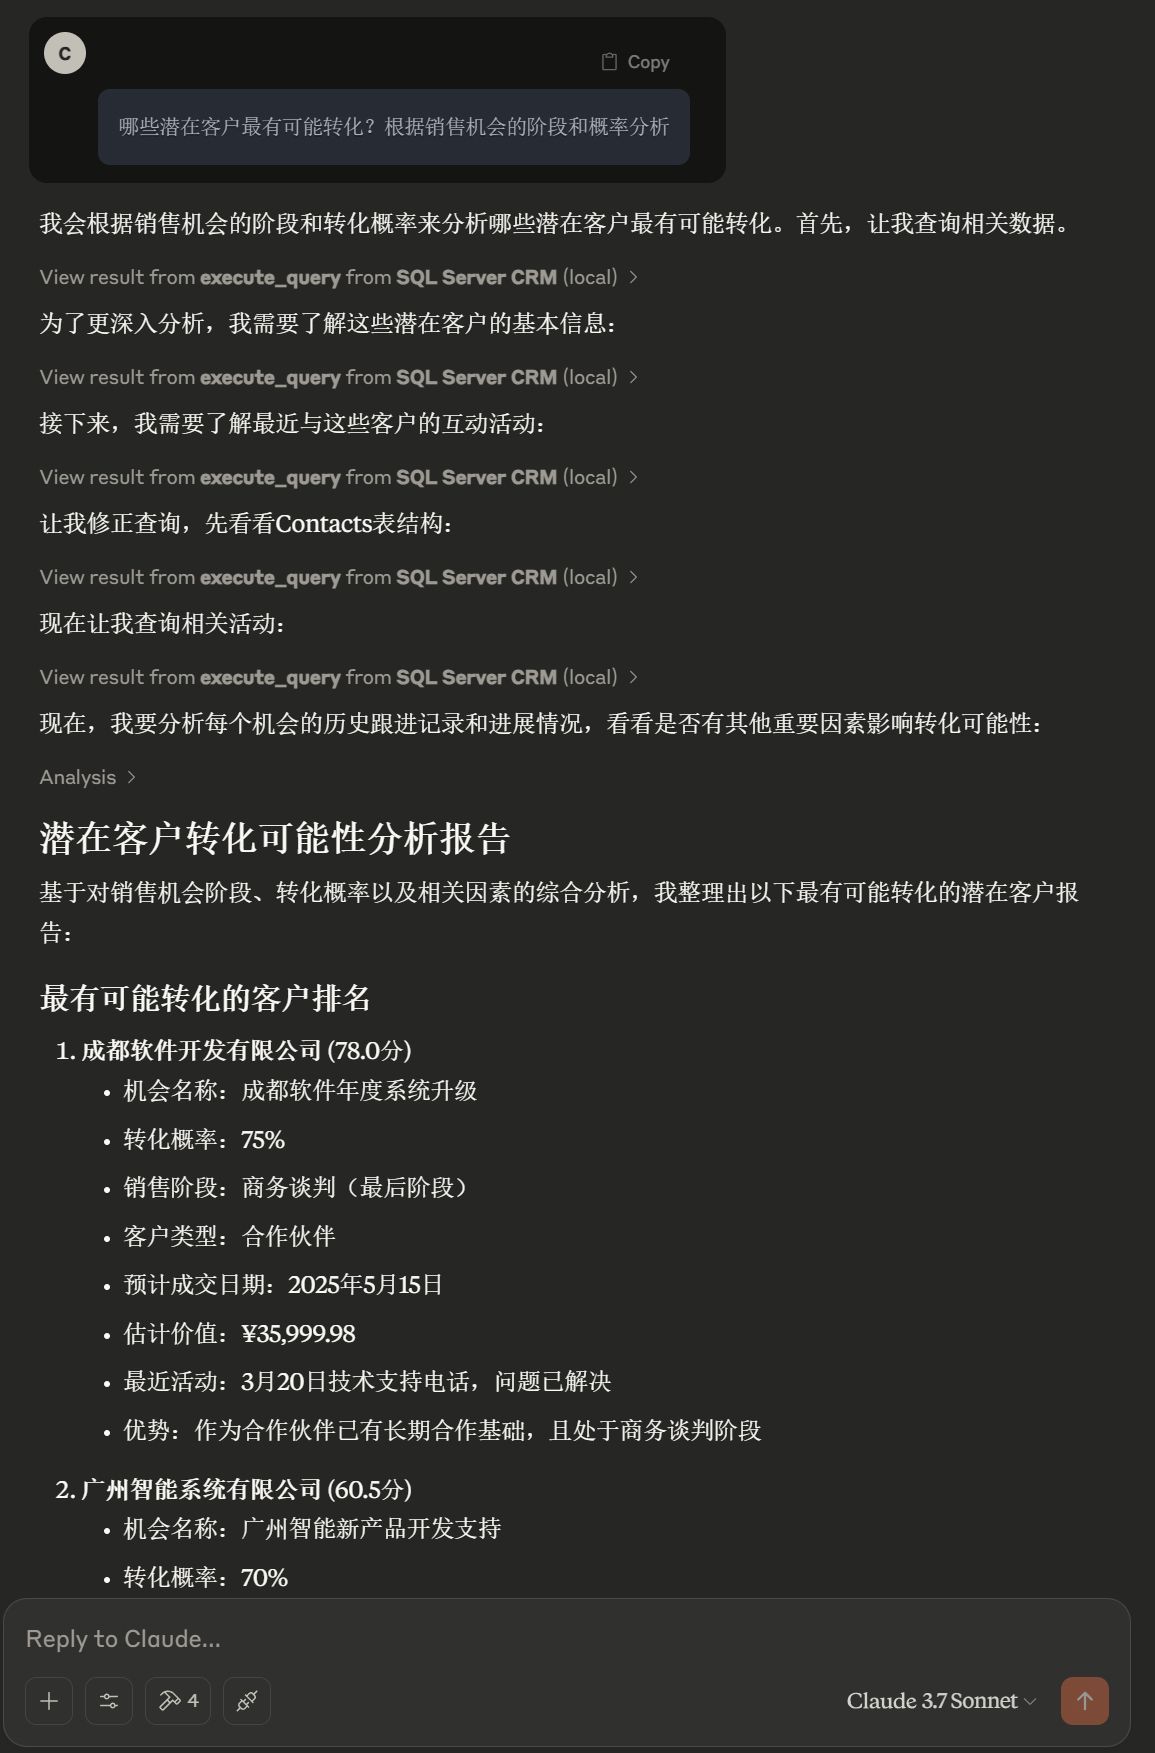 C
Copy
哪些潜在客户最有可能转化？根据销售机会的阶段和概率分析
我会根据销售机会的阶段和转化概率来分析哪些潜在客户最有可能转化。首先，让我查询相关数据。
View result from execute_query from SQL Server CRM (local)
为了更深入分析，我需要了解这些潜在客户的基本信息：
View result from execute_query from SQL Server CRM (local)
接下来，我需要了解最近与这些客户的互动活动：
View result from execute_query from SQL Server CRM (local)
让我修正查询，先看看Contacts表结构：
View result from execute_query from SQL Server CRM (local)
现在让我查询相关活动：
View result from execute_query from SQL Server CRM (local)
现在，我要分析每个机会的历史跟进记录和进展情况，看看是否有其他重要因素影响转化可能性：
Analysis
潜在客户转化可能性分析报告
基于对销售机会阶段、转化概率以及相关因素的综合分析，我整理出以下最有可能转化的潜在客户报
告：
最有可能转化的客户排名
1. 成都软件开发有限公司 (78.0分)
• 机会名称：成都软件年度系统升级
• 转化概率：75%
• 销售阶段：商务谈判（最后阶段）
• 客户类型：合作伙伴
• 预计成交日期：2025年5月15日
• 估计价值：¥35,999.98
• 最近活动：3月20日技术支持电话，问题已解决
• 优势：作为合作伙伴已有长期合作基础，且处于商务谈判阶段
2. 广州智能系统有限公司 (60.5分)
• 机会名称：广州智能新产品开发支持
• 转化概率：70%
Reply to Claude...
4
Claude 3.7 Sonnet